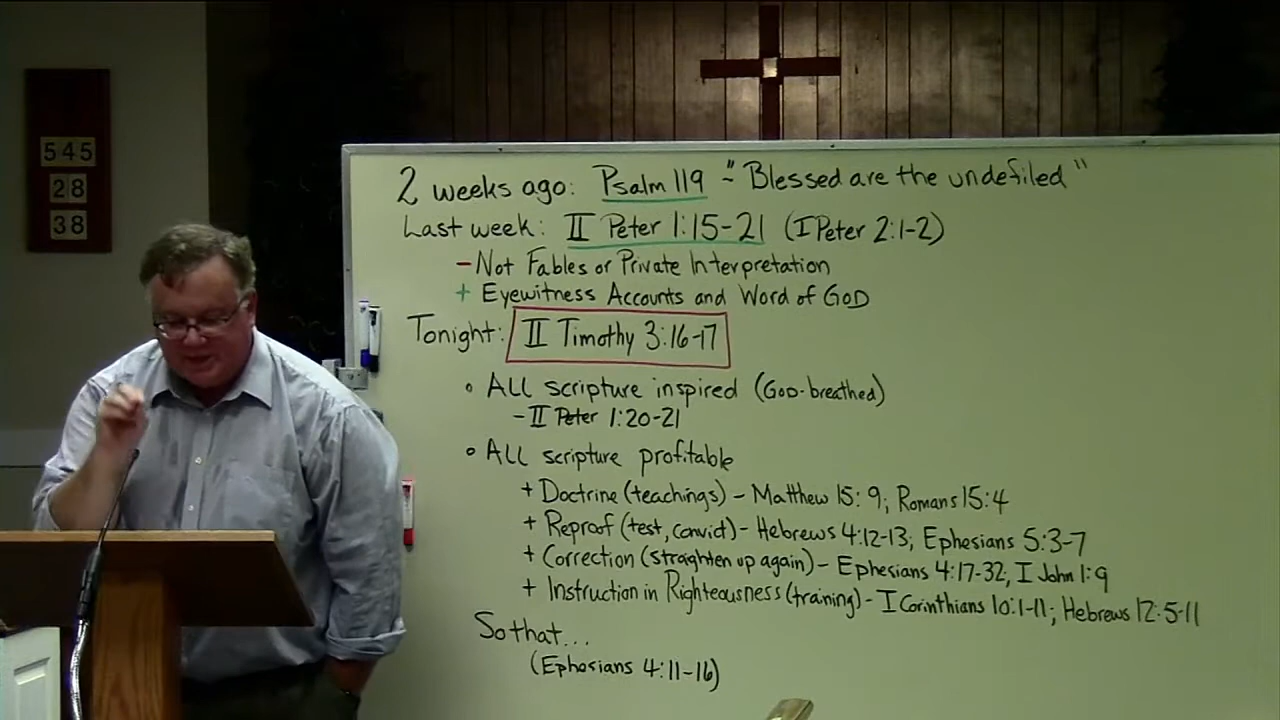 545
28
38
2 weeks ago: Psalm 119 - "Blessed are the undefiled"
Last week: II Peter 1:15-21 (I Peter 2:1-2)
- Not Fables or Private Interpretation
+ Eyewitness Accounts and Word of GOD
Tonight: II Timothy 3:16-17
• ALL scripture inspired (GOD-breathed)
- II Peter 1:20-21
• ALL scripture profitable
+ Doctrine (teachings) - Matthew 15:9; Romans 15:4
+ Reproof (test, convict) - Hebrews 4:12-13; Ephesians 5:3-7
+ Correction (straighten up again) - Ephesians 4:17-32, I John 1:9
+ Instruction in Righteousness (training) - I Corinthians 10:1-11; Hebrews 12:5-11
So that...
(Ephesians 4:11-16)